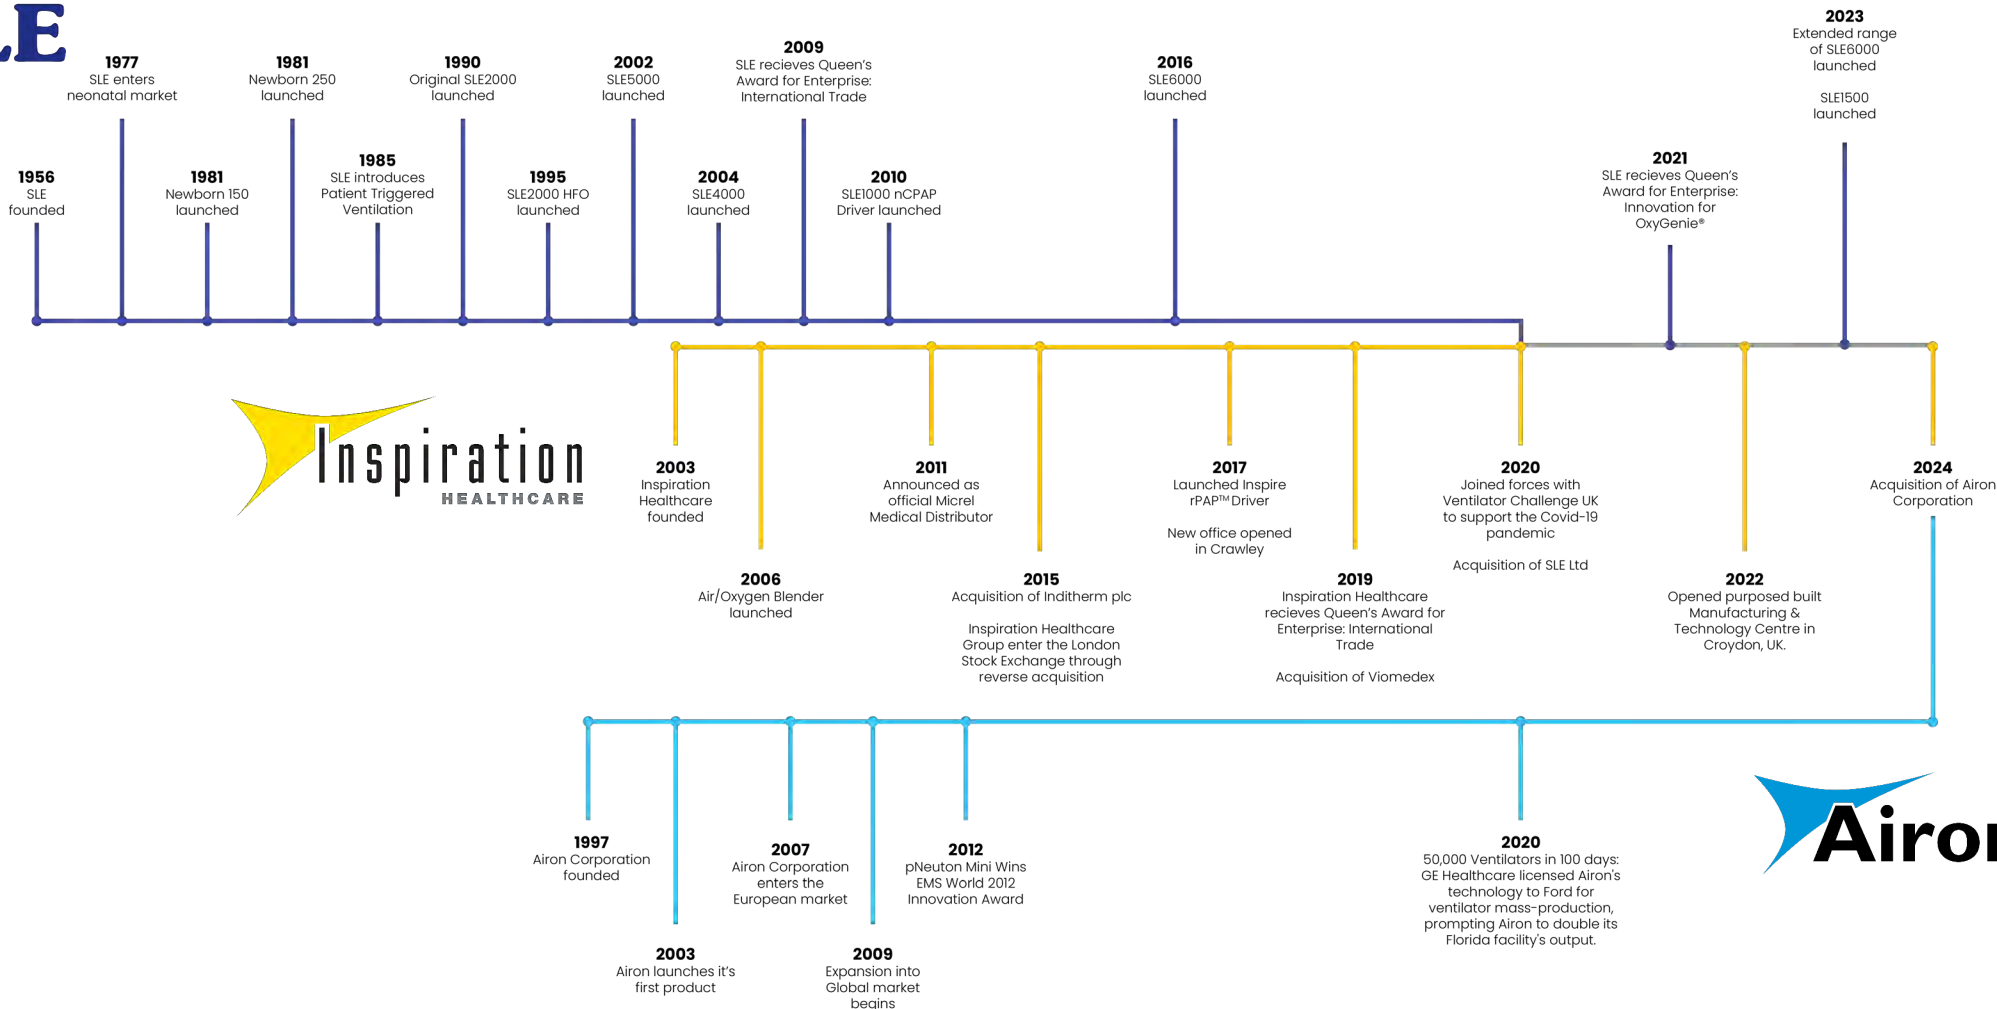 LE
1977
SLE enters
neonatal market
1981
Newborn 250
launched
1990
Original SLE2000
launched
2002
SLE5000
launched
2009
SLE recieves Queen's
Award for Enterprise:
International Trade
2016
SLE6000
launched
2023
Extended range
of SLE6000
launched
SLE1500
launched
1956
SLE
founded
1981
Newborn 150
launched
1985
SLE introduces
Patient Triggered
Ventilation
1995
SLE2000 HFO
launched
2004
SLE4000
launched
2010
SLE1000 nCPAP
Driver launched
2021
SLE recieves Queen's
Award for Enterprise:
Innovation for
OxyGenie®
Inspiration
HEALTHCARE
2003
Inspiration
Healthcare
founded
2011
Announced as
official Micrel
Medical Distributor
2017
Launched Inspire
rPAP™ Driver
New office opened
in Crawley
2020
Joined forces with
Ventilator Challenge UK
to support the Covid-19
pandemic
Acquisition of SLE Ltd
2024
Acquisition of Airon
Corporation
2006
Air/Oxygen Blender
launched
2015
Acquisition of Inditherm plc
Inspiration Healthcare
Group enter the London
Stock Exchange through
reverse acquisition
2019
Inspiration Healthcare
recieves Queen's Award for
Enterprise: International
Trade
Acquisition of Viomedex
2022
Opened purposed built
Manufacturing &
Technology Centre in
Croydon, UK.
Airon
1997
Airon Corporation
founded
2007
Airon Corporation
enters the
European market
2012
pNeuton Mini Wins
EMS World 2012
Innovation Award
2020
50,000 Ventilators in 100 days:
GE Healthcare licensed Airon's
technology to Ford for
ventilator mass-production,
prompting Airon to double its
Florida facility's output.
2003
Airon launches it's
first product
2009
Expansion into
Global market
begins